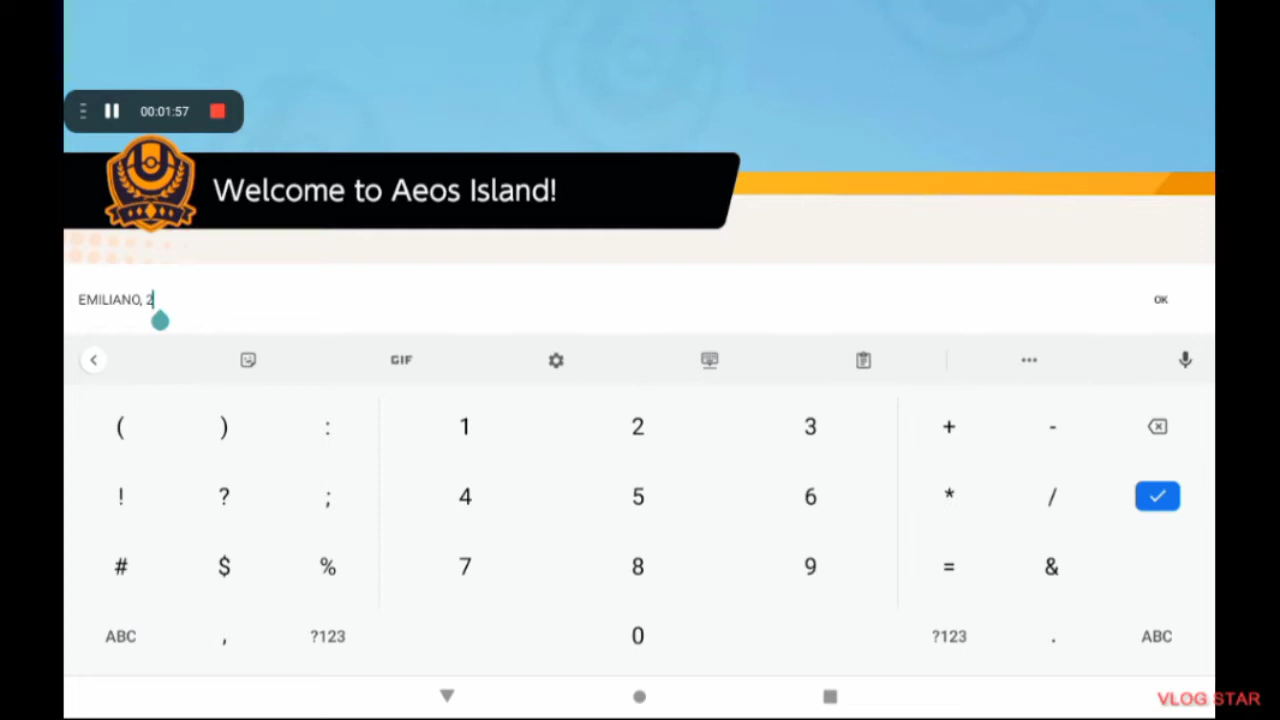 00:01:57
Welcome to Aeos Island!
EMILIANO, 2
OK
GIF
( ) : 1 2 3 + -
! ? ; 4 5 6 * /
# $ % 7 8 9 = &
ABC , ?123 0 ?123 . ABC
VLOG STAR